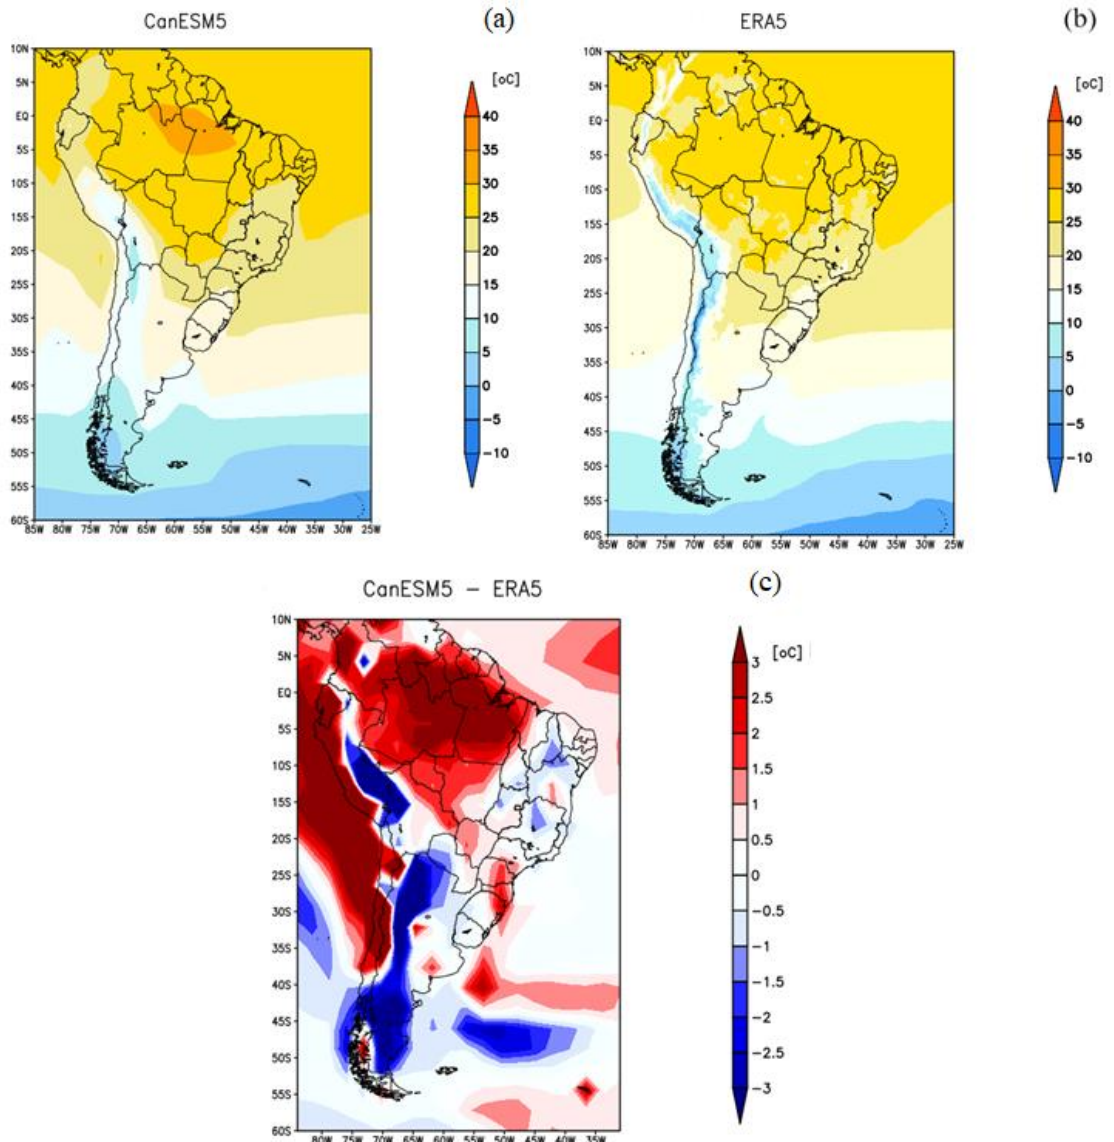 CanESM5 (a)
[oC]
10N
5N
EQ
5S
10S
15S
20S
25S
30S
35S
40S
45S
50S
55S
60S
85W 80W 75W 70W 65W 60W 55W 50W 45W 40W 35W 30W 25W
40
35
30
25
20
15
10
5
0
−5
−10
ERA5 (b)
[oC]
10N
5N
EQ
5S
10S
15S
20S
25S
30S
35S
40S
45S
50S
55S
60S
85W 80W 75W 70W 65W 60W 55W 50W 45W 40W 35W 30W 25W
40
35
30
25
20
15
10
5
0
−5
−10
CanESM5 − ERA5 (c)
10N
5N
EQ
5S
10S
15S
20S
25S
30S
35S
40S
45S
50S
55S
60S
80W 75W 70W 65W 60W 55W 50W 45W 40W 35W
3 [oC]
2.5
2
1.5
1
0.5
0
−0.5
−1
−1.5
−2
−2.5
−3